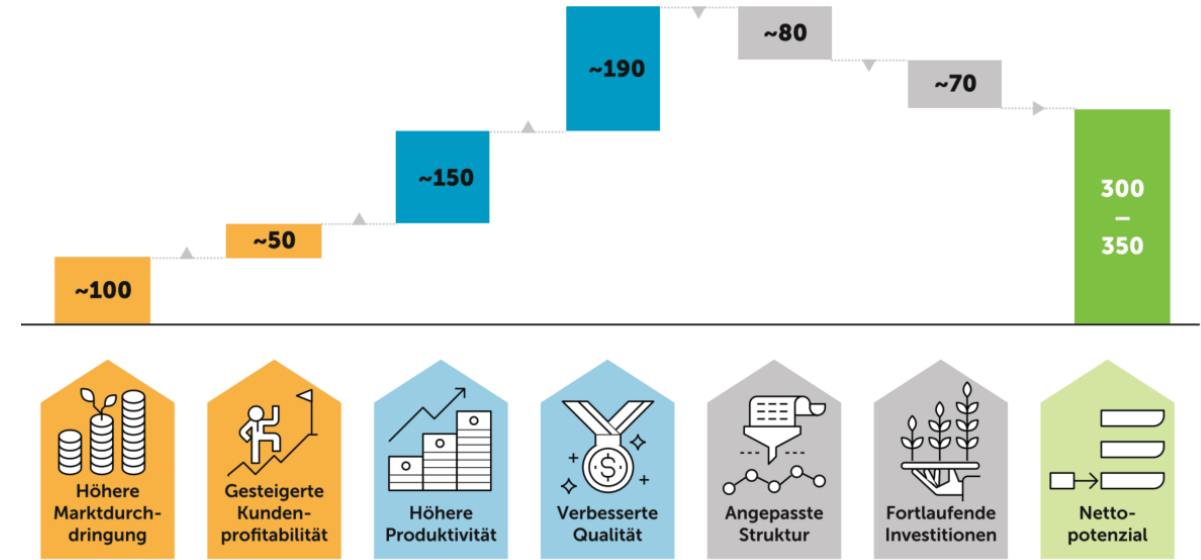 ~100
~50
~150
~190
~80
~70
300
–
350
Höhere
Marktdurch-
dringung
Gesteigerte
Kunden-
profitabilität
Höhere
Produktivität
$
Verbesserte
Qualität
Angepasste
Struktur
Fortlaufende
Investitionen
Netto-
potenzial